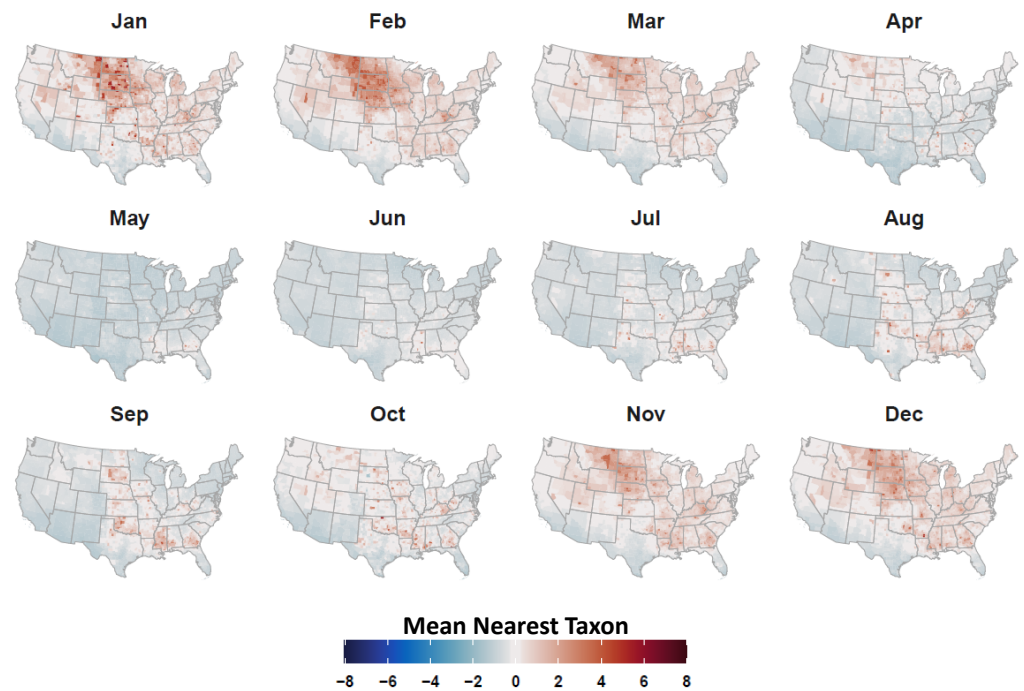 Jan Feb Mar Apr
May Jun Jul Aug
Sep Oct Nov Dec
Mean Nearest Taxon
−8 −6 −4 −2 0 2 4 6 8